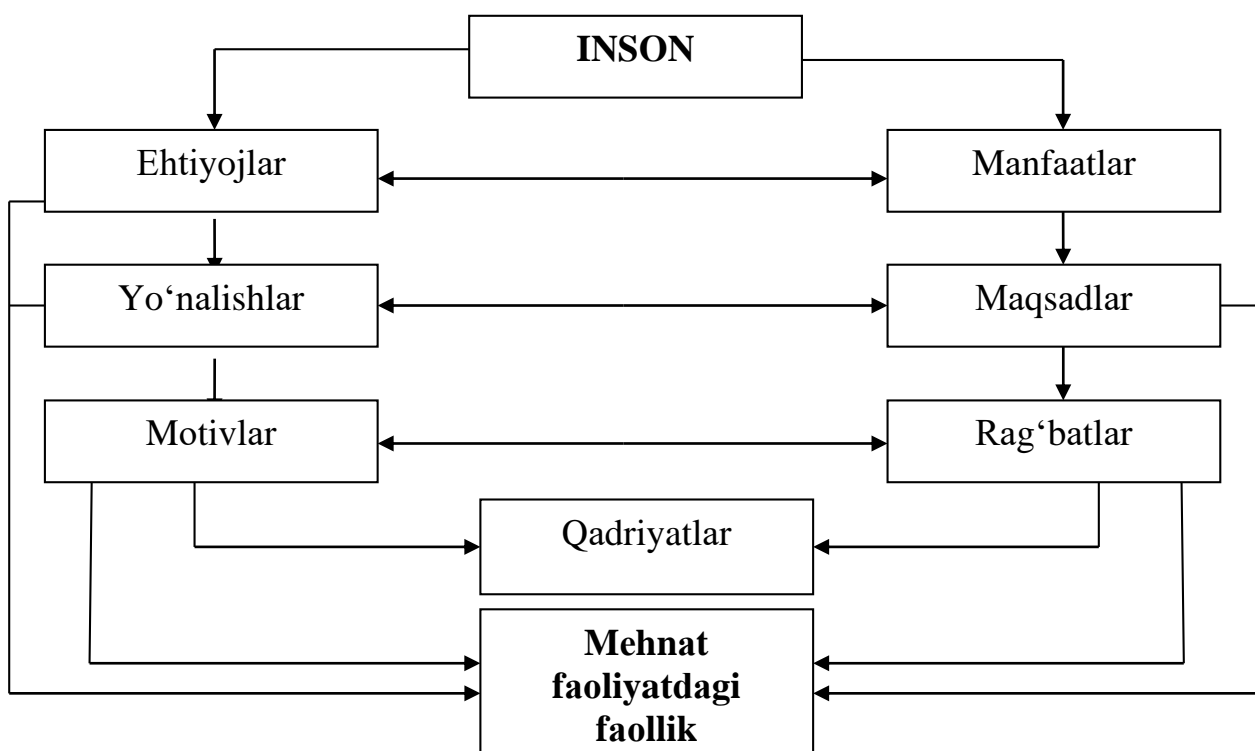 INSON
Ehtiyojlar
Manfaatlar
Yo‘nalishlar
Maqsadlar
Motivlar
Rag‘batlar
Qadriyatlar
Mehnat
faoliyatdagi
faollik